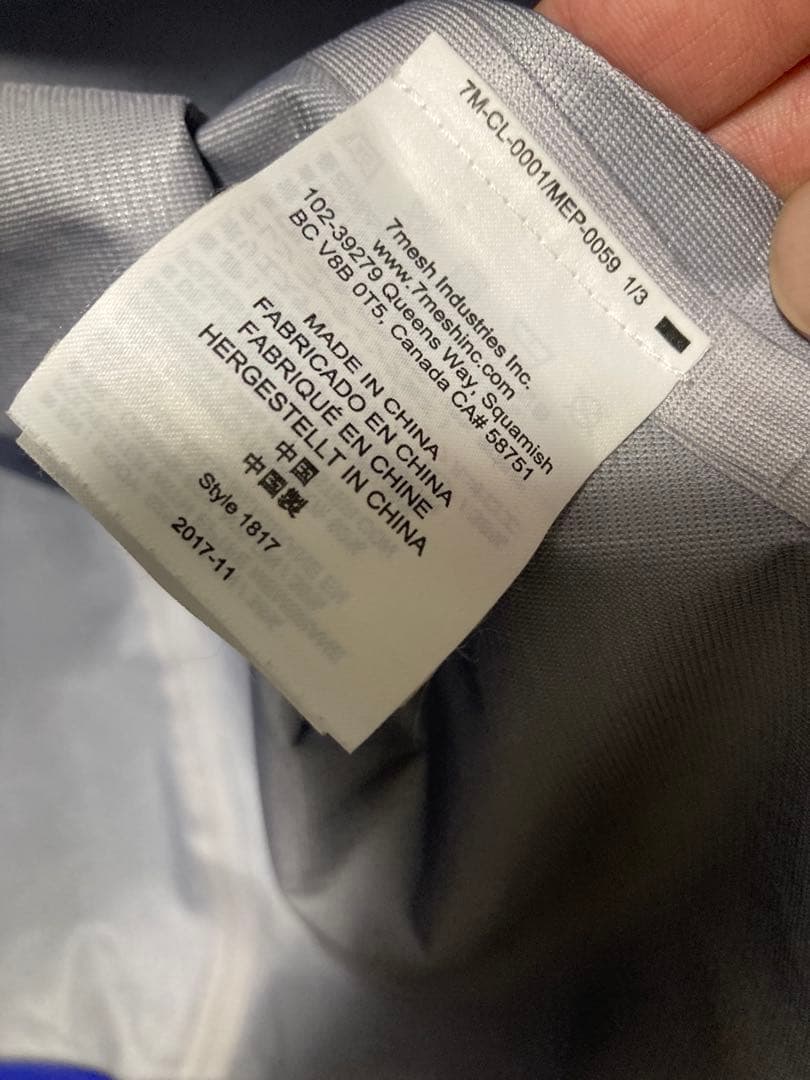 7M-CL-0001/MEP-0059 1/3
7mesh Industries Inc.
www.7meshinc.com
102-39279 Queens Way, Squamish
BC V8B 0T5, Canada CA# 58751
MADE IN CHINA
FABRICADO EN CHINA
FABRIQUÉ EN CHINE
HERGESTELLT IN CHINA
中国
中国製
Style 1817
2017-11